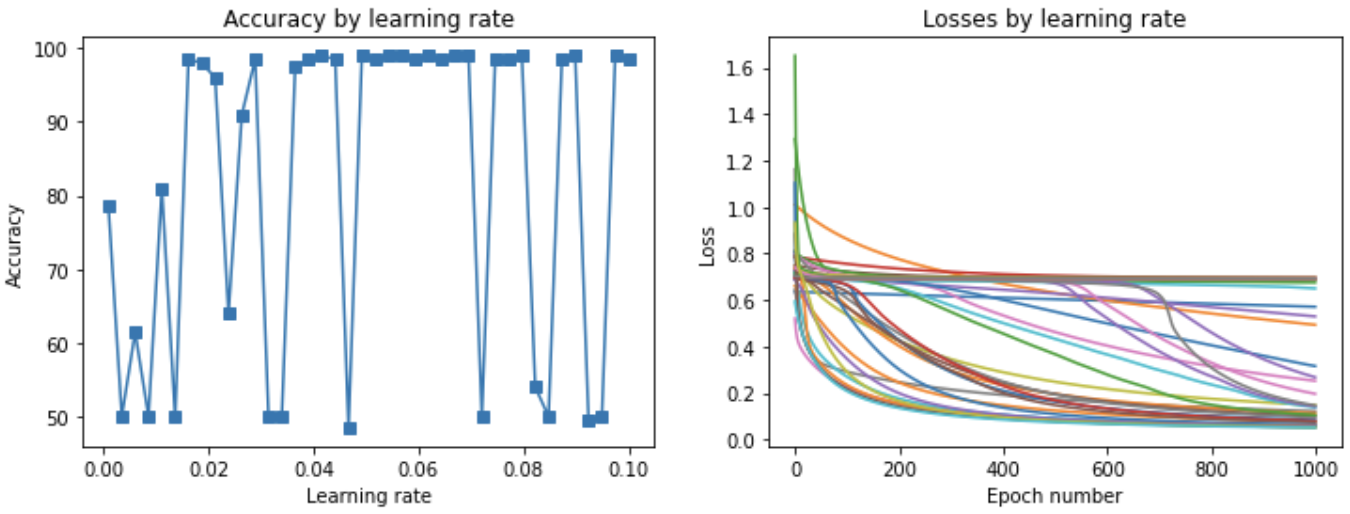 Accuracy by learning rate
100
90
80
70
60
50
Accuracy
0.00 0.02 0.04 0.06 0.08 0.10
Learning rate
Losses by learning rate
1.6
1.4
1.2
1.0
0.8
0.6
0.4
0.2
0.0
Loss
0 200 400 600 800 1000
Epoch number